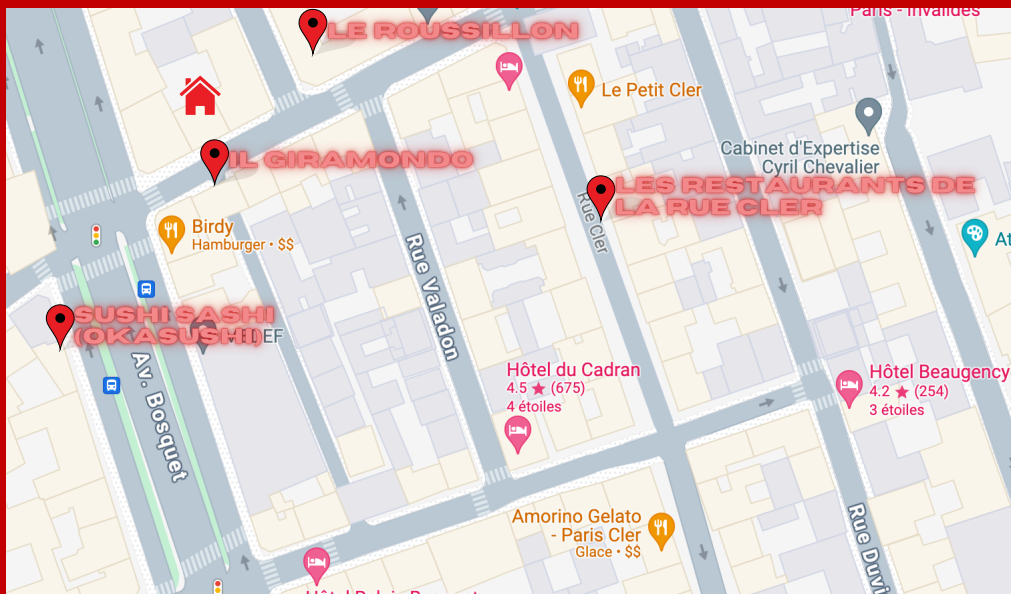 Paris - Invalides
LE ROUSSILLON
Le Petit Cler
Cabinet d'Expertise
Cyril Chevalier
IL GIRAMONDO
LES RESTAURANTS DE
LA RUE CLER
Rue Cler
Birdy
Hamburger • $$
At
Rue Valadon
SUSHI SASHI
(OKASUSHI)
EF
Av. Bosquet
Hôtel du Cadran
4.5 ★ (675)
4 étoiles
Hôtel Beaugency
4.2 ★ (254)
3 étoiles
Amorino Gelato
- Paris Cler
Glace • $$
Rue Duvi